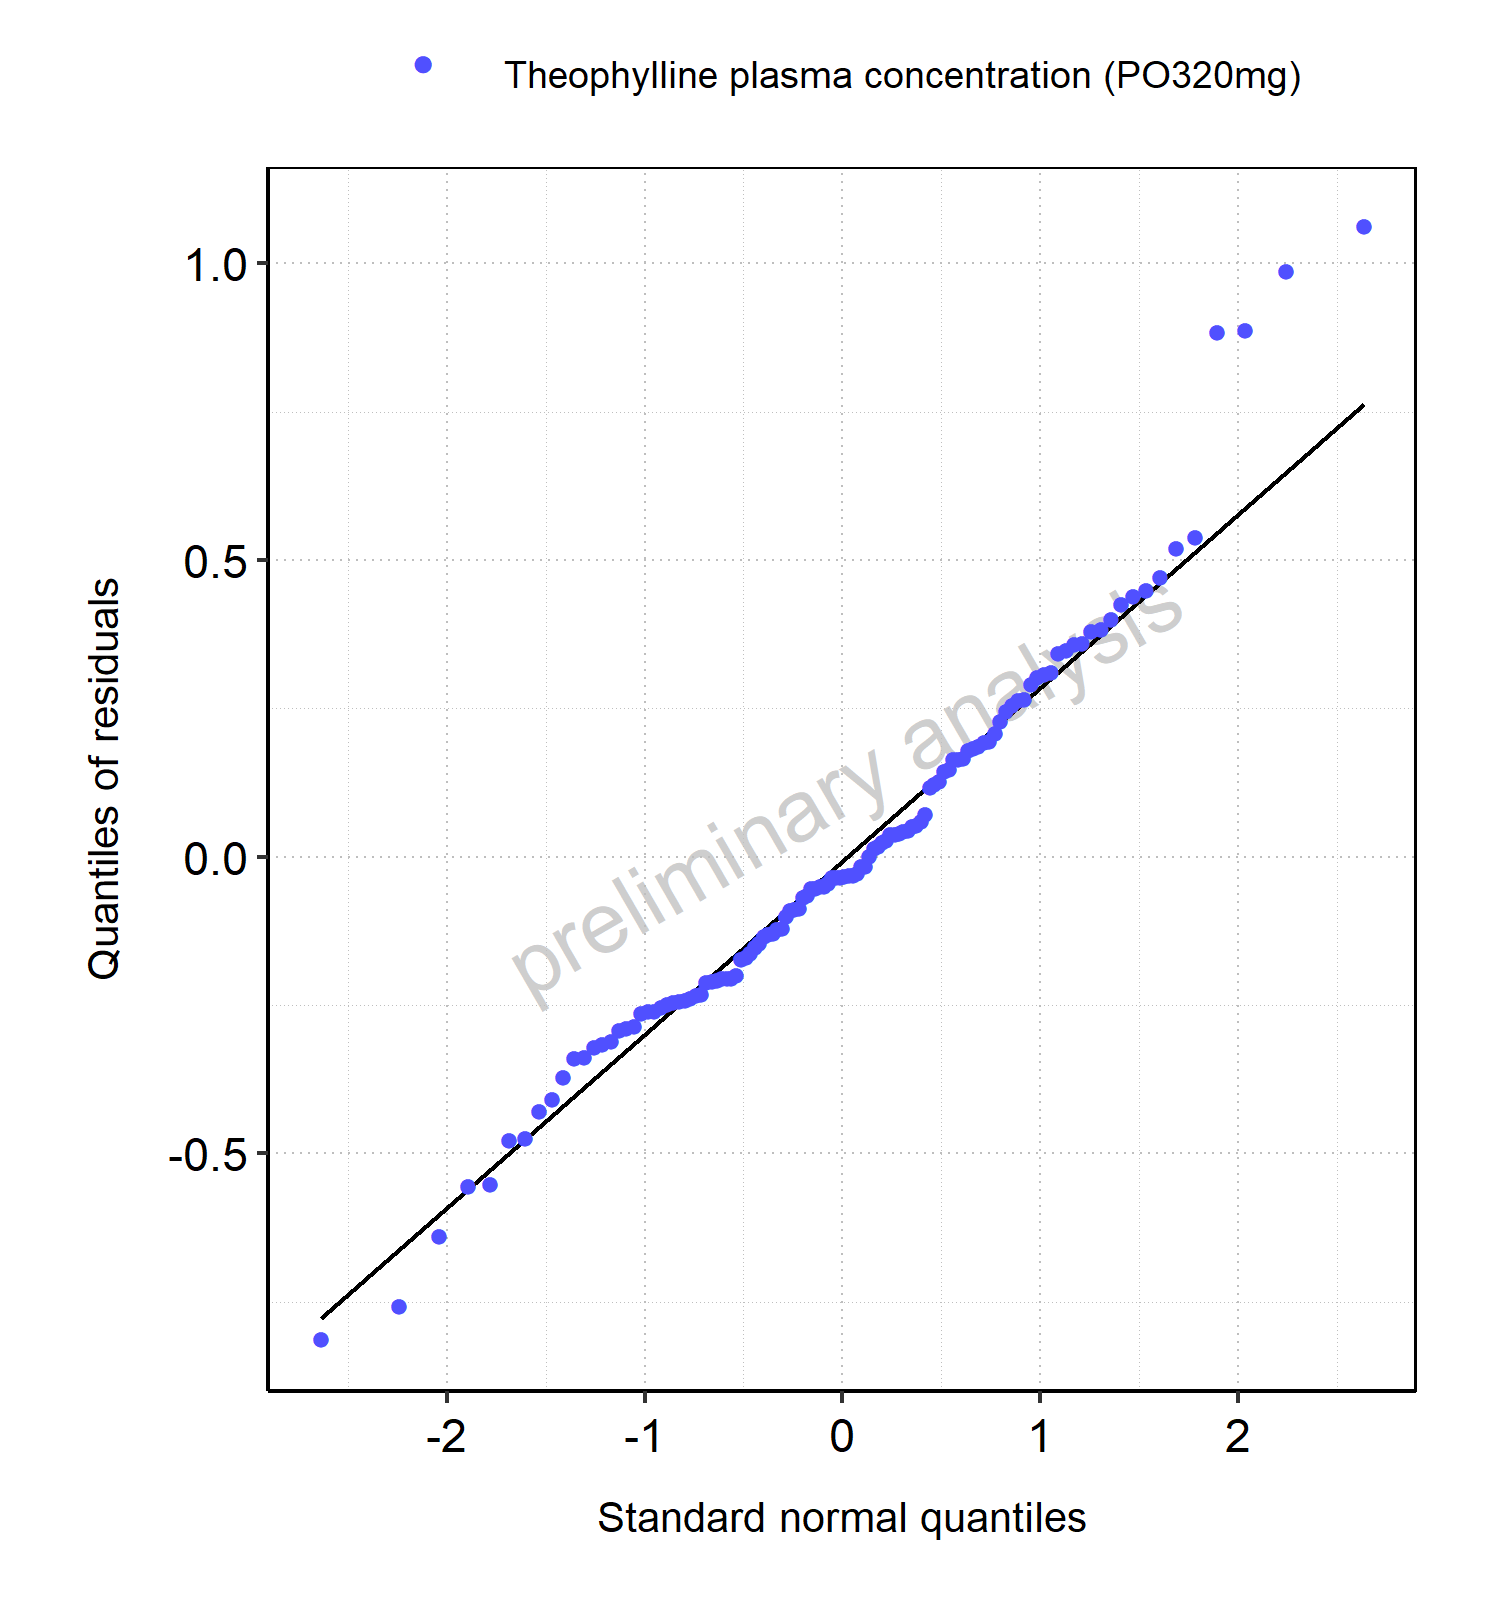 Theophylline plasma concentration (PO320mg)
1.0
0.5
0.0
-0.5
Quantiles of residuals
preliminary analysis
-2 -1 0 1 2
Standard normal quantiles